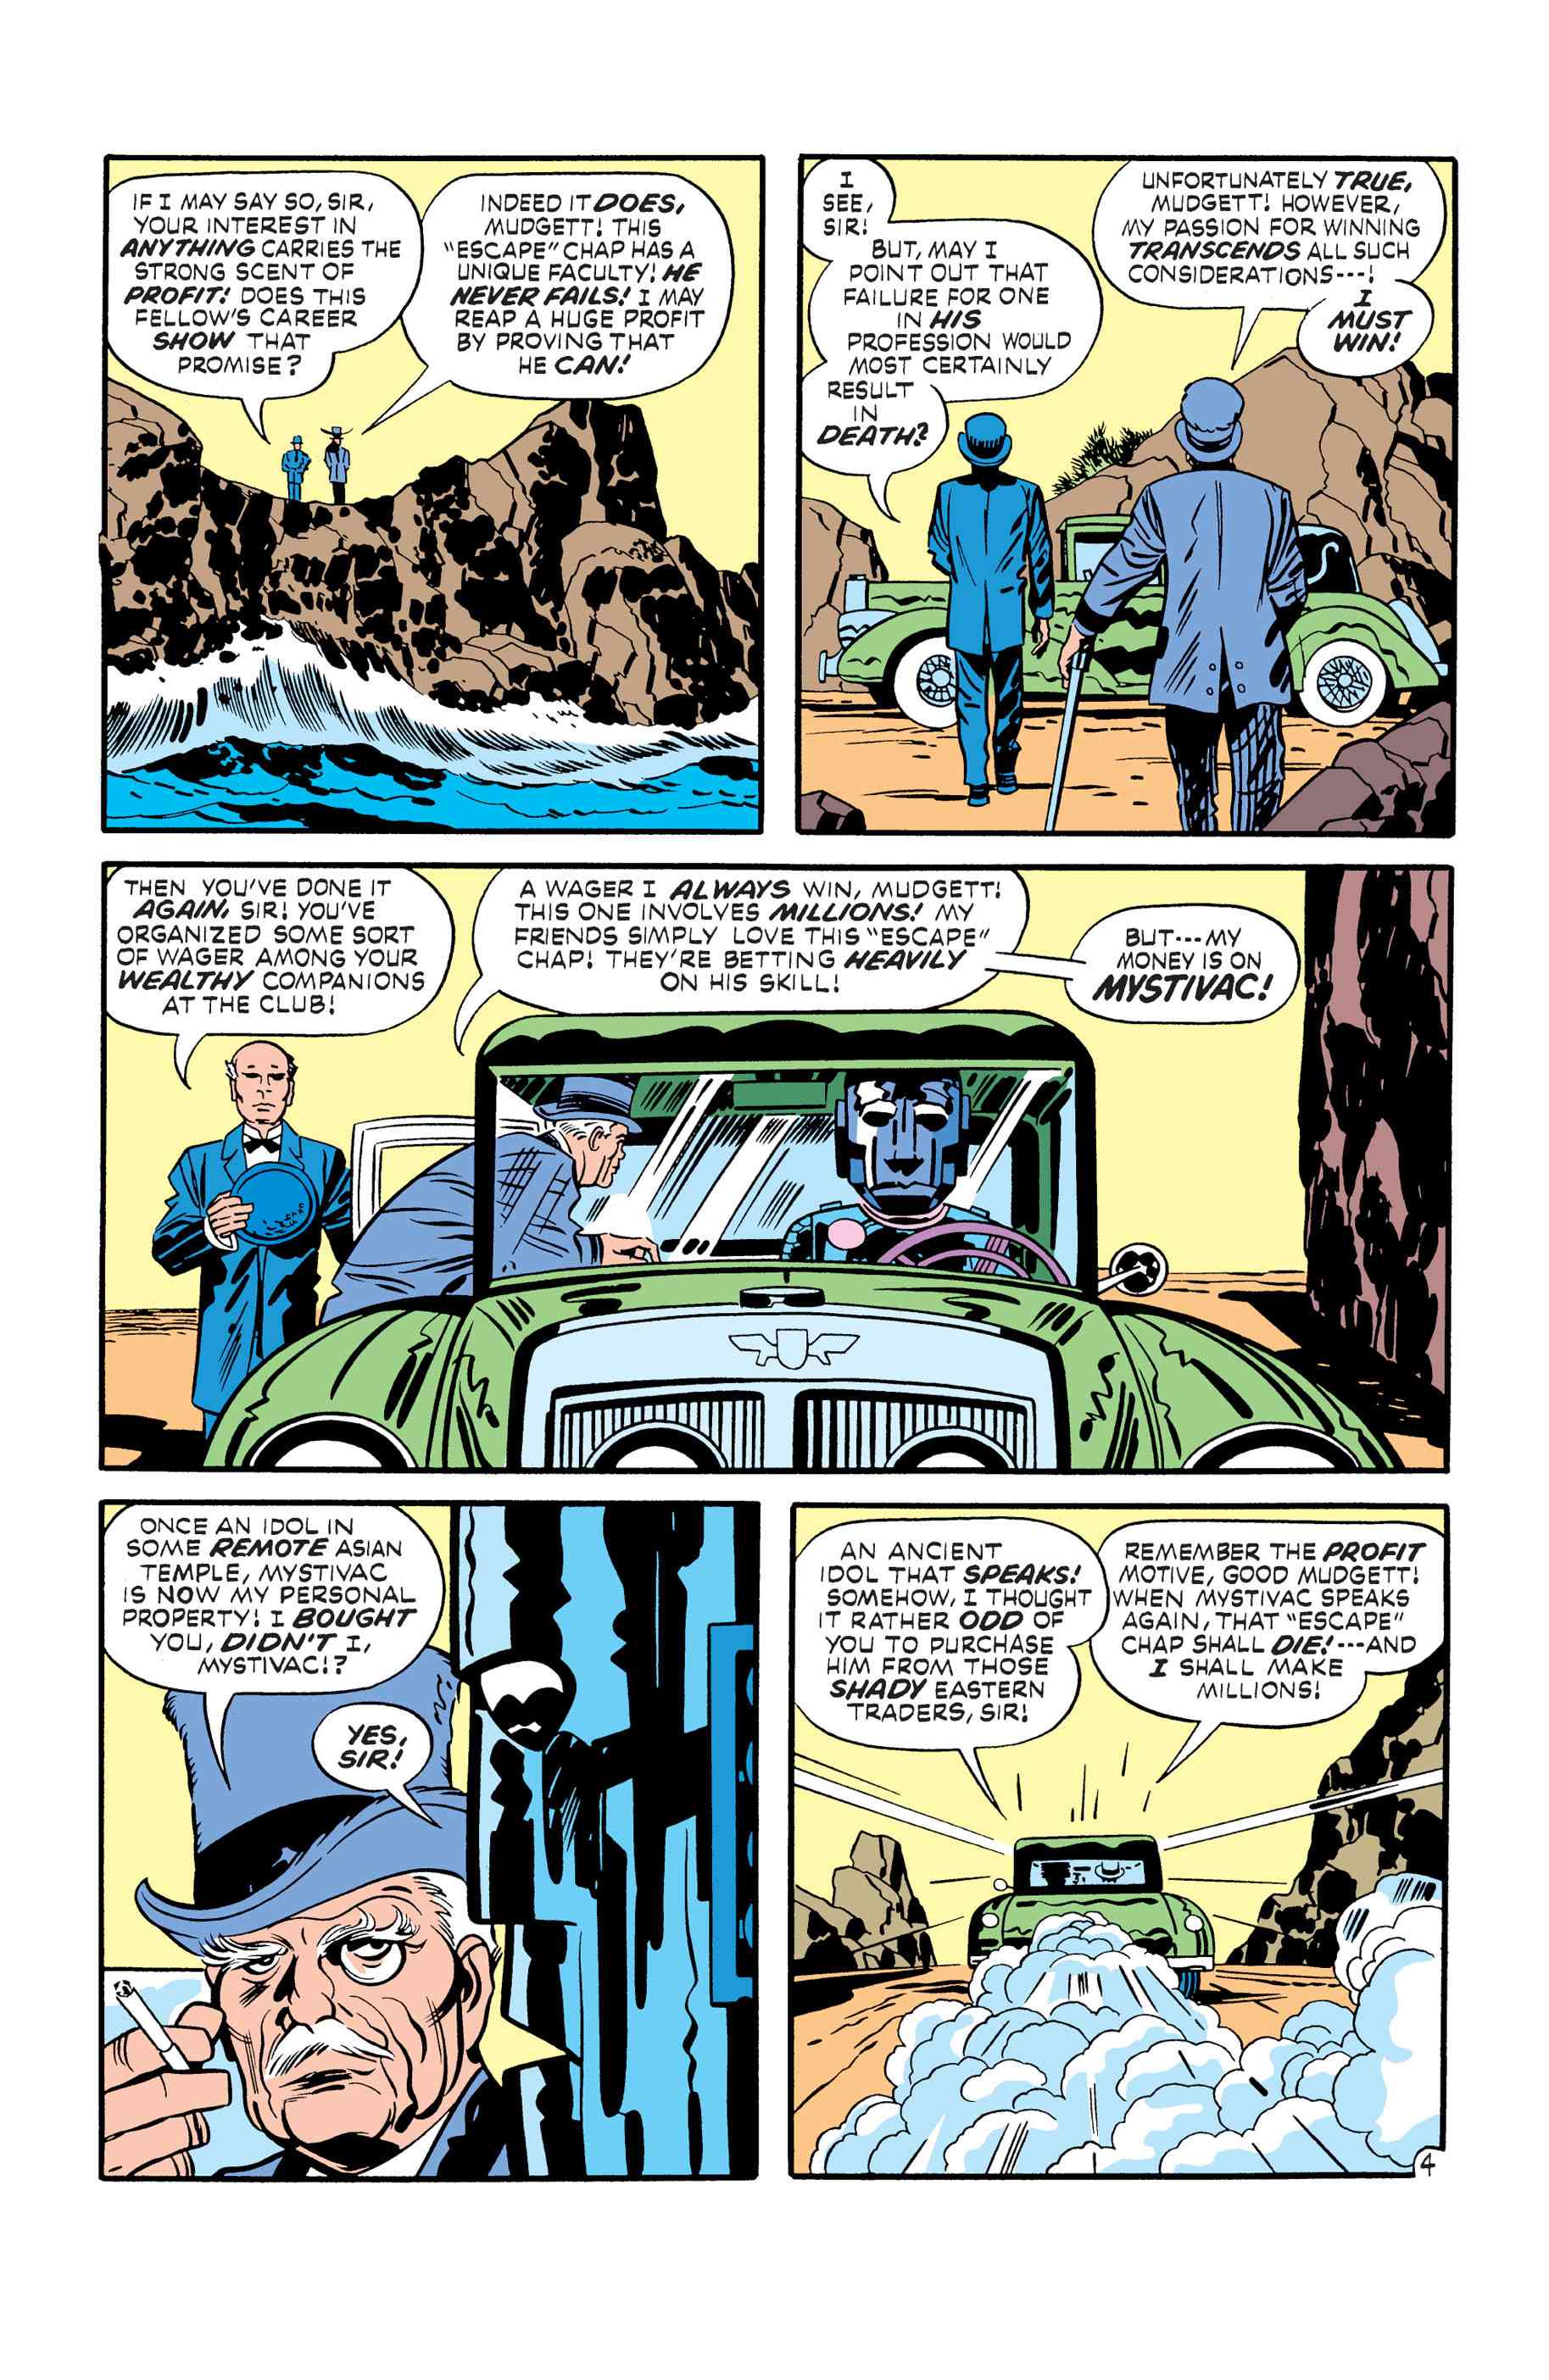 IF I MAY SAY SO, SIR,
YOUR INTEREST IN
ANYTHING CARRIES THE
STRONG SCENT OF
PROFIT! DOES THIS
FELLOW'S CAREER
SHOW THAT
PROMISE?
INDEED IT DOES,
MUDGETT! THIS
"ESCAPE" CHAP HAS A
UNIQUE FACULTY! HE
NEVER FAILS! I MAY
REAP A HUGE PROFIT
BY PROVING THAT
HE CAN!
I
SEE,
SIR!
BUT, MAY I
POINT OUT THAT
FAILURE FOR ONE
IN HIS
PROFESSION WOULD
MOST CERTAINLY
RESULT
IN
DEATH?
UNFORTUNATELY TRUE,
MUDGETT! HOWEVER,
MY PASSION FOR WINNING
TRANSCENDS ALL SUCH
CONSIDERATIONS---!
I
MUST
WIN!
THEN YOU'VE DONE IT
AGAIN, SIR! YOU'VE
ORGANIZED SOME SORT
OF WAGER AMONG YOUR
WEALTHY COMPANIONS
AT THE CLUB!
A WAGER I ALWAYS WIN, MUDGETT!
THIS ONE INVOLVES MILLIONS! MY
FRIENDS SIMPLY LOVE THIS "ESCAPE"
CHAP! THEY'RE BETTING HEAVILY
ON HIS SKILL!
BUT---MY
MONEY IS ON
MYSTIVAC!
ONCE AN IDOL IN
SOME REMOTE ASIAN
TEMPLE, MYSTIVAC
IS NOW MY PERSONAL
PROPERTY! I BOUGHT
YOU, DIDN'T I,
MYSTIVAC!?
YES,
SIR!
AN ANCIENT
IDOL THAT SPEAKS!
SOMEHOW, I THOUGHT
IT RATHER ODD OF
YOU TO PURCHASE
HIM FROM THOSE
SHADY EASTERN
TRADERS, SIR!
REMEMBER THE PROFIT
MOTIVE, GOOD MUDGETT!
WHEN MYSTIVAC SPEAKS
AGAIN, THAT "ESCAPE"
CHAP SHALL DIE!---AND
I SHALL MAKE
MILLIONS!
4